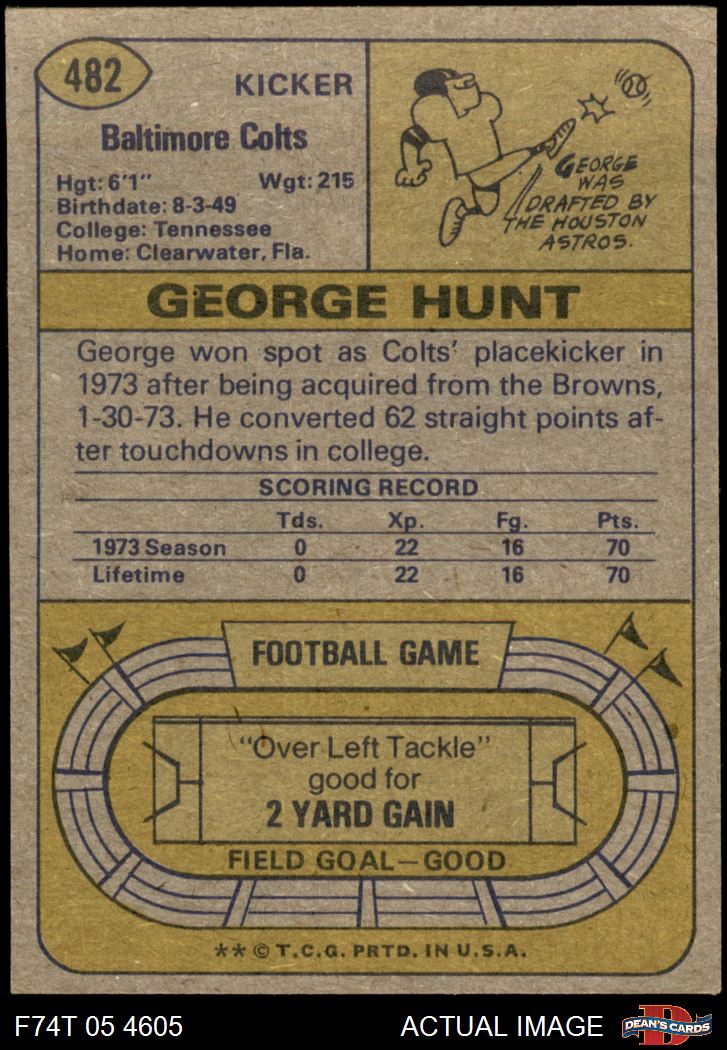 482
KICKER
Baltimore Colts
Hgt: 6'1" Wgt: 215
Birthdate: 8-3-49
College: Tennessee
Home: Clearwater, Fla.
GEORGE
WAS
DRAFTED BY
THE HOUSTON
ASTROS.
GEORGE HUNT
George won spot as Colts' placekicker in
1973 after being acquired from the Browns,
1-30-73. He converted 62 straight points af-
ter touchdowns in college.
SCORING RECORD
Tds. Xp. Fg. Pts.
1973 Season 0 22 16 70
Lifetime 0 22 16 70
FOOTBALL GAME
"Over Left Tackle"
good for
2 YARD GAIN
FIELD GOAL—GOOD
** © T.C.G. PRTD. IN U.S.A.
F74T 05 4605 ACTUAL IMAGE D DEAN'S CARDS